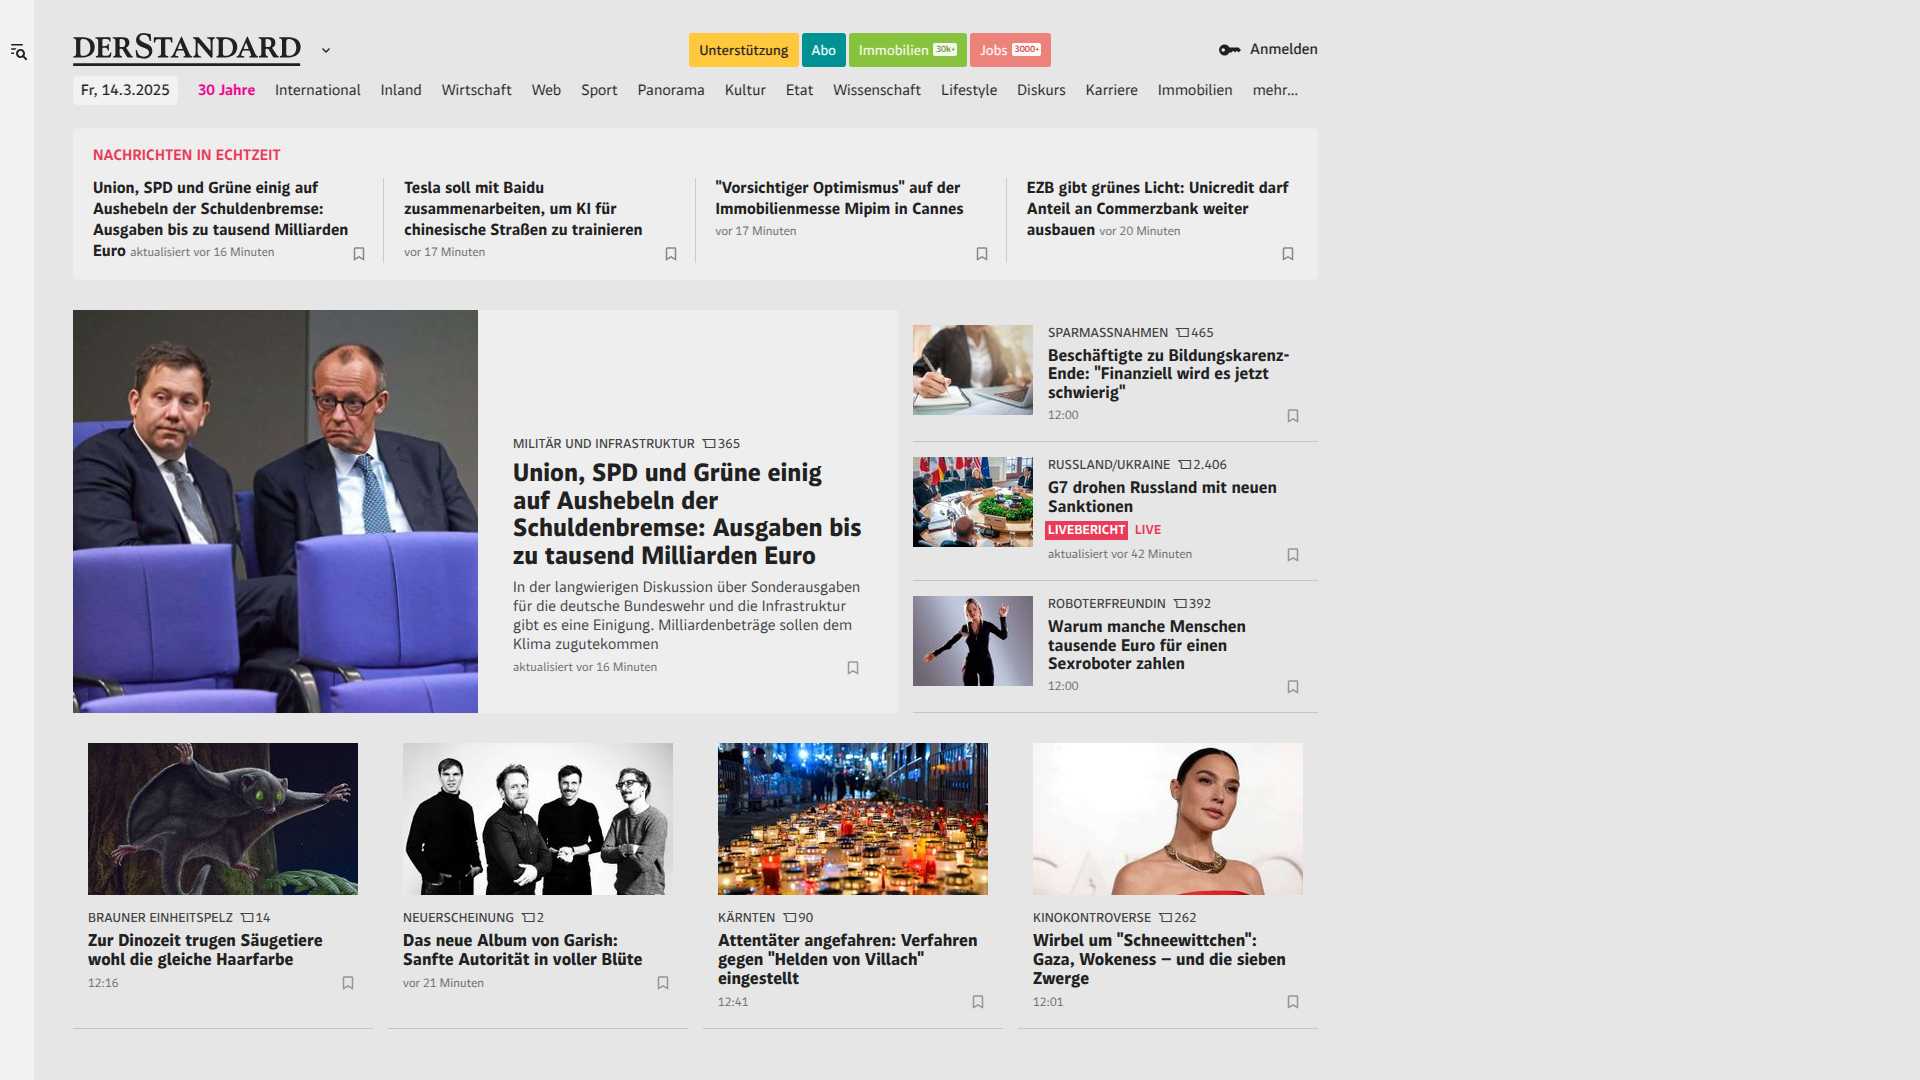 DERSTANDARD
Unterstützung Abo Immobilien 30k+ Jobs 3000+
Anmelden
Fr, 14.3.2025 30 Jahre International Inland Wirtschaft Web Sport Panorama Kultur Etat Wissenschaft Lifestyle Diskurs Karriere Immobilien mehr...
NACHRICHTEN IN ECHTZEIT
Union, SPD und Grüne einig auf
Aushebeln der Schuldenbremse:
Ausgaben bis zu tausend Milliarden
Euro aktualisiert vor 16 Minuten
Tesla soll mit Baidu
zusammenarbeiten, um KI für
chinesische Straßen zu trainieren
vor 17 Minuten
"Vorsichtiger Optimismus" auf der
Immobilienmesse Mipim in Cannes
vor 17 Minuten
EZB gibt grünes Licht: Unicredit darf
Anteil an Commerzbank weiter
ausbauen vor 20 Minuten
MILITÄR UND INFRASTRUKTUR 365
Union, SPD und Grüne einig
auf Aushebeln der
Schuldenbremse: Ausgaben bis
zu tausend Milliarden Euro
In der langwierigen Diskussion über Sonderausgaben
für die deutsche Bundeswehr und die Infrastruktur
gibt es eine Einigung. Milliardenbeträge sollen dem
Klima zugutekommen
aktualisiert vor 16 Minuten
SPARMASSNAHMEN 465
Beschäftigte zu Bildungskarenz-
Ende: "Finanziell wird es jetzt
schwierig"
12:00
RUSSLAND/UKRAINE 2.406
G7 drohen Russland mit neuen
Sanktionen
LIVEBERICHT LIVE
aktualisiert vor 42 Minuten
ROBOTERFREUNDIN 392
Warum manche Menschen
tausende Euro für einen
Sexroboter zahlen
12:00
BRAUNER EINHEITSPELZ 14
Zur Dinozeit trugen Säugetiere
wohl die gleiche Haarfarbe
12:16
NEUERSCHEINUNG 2
Das neue Album von Garish:
Sanfte Autorität in voller Blüte
vor 21 Minuten
KÄRNTEN 90
Attentäter angefahren: Verfahren
gegen "Helden von Villach"
eingestellt
12:41
KINOKONTROVERSE 262
Wirbel um "Schneewittchen":
Gaza, Wokeness – und die sieben
Zwerge
12:01